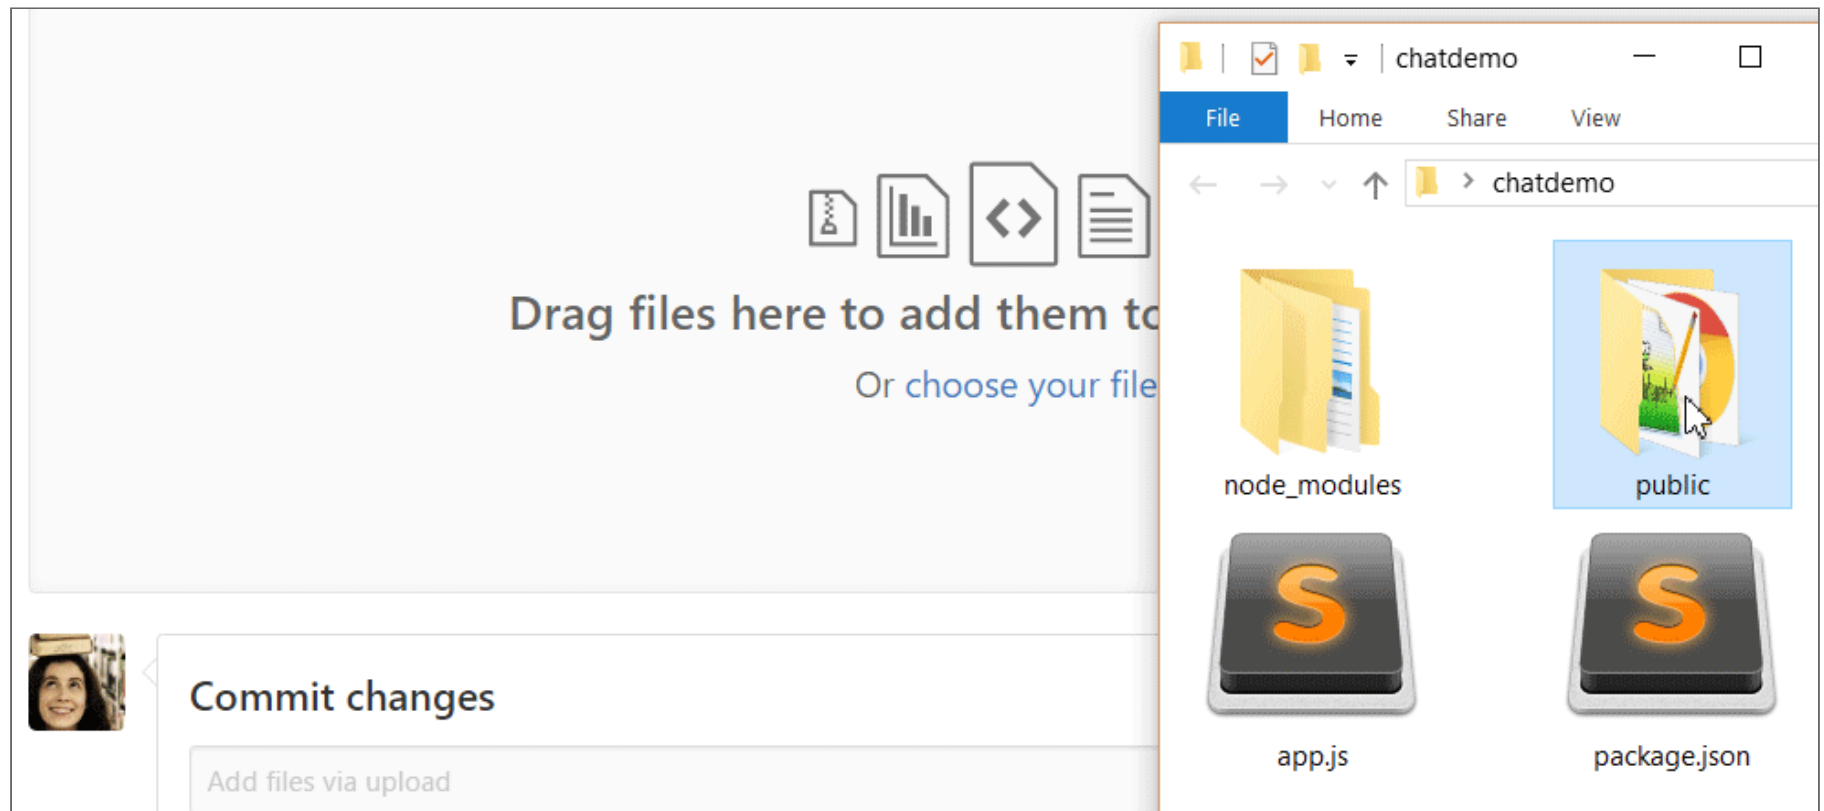 Drag files here to add them to
Or choose your file
Commit changes
Add files via upload
chatdemo
File Home Share View
chatdemo
node_modules
public
app.js
package.json